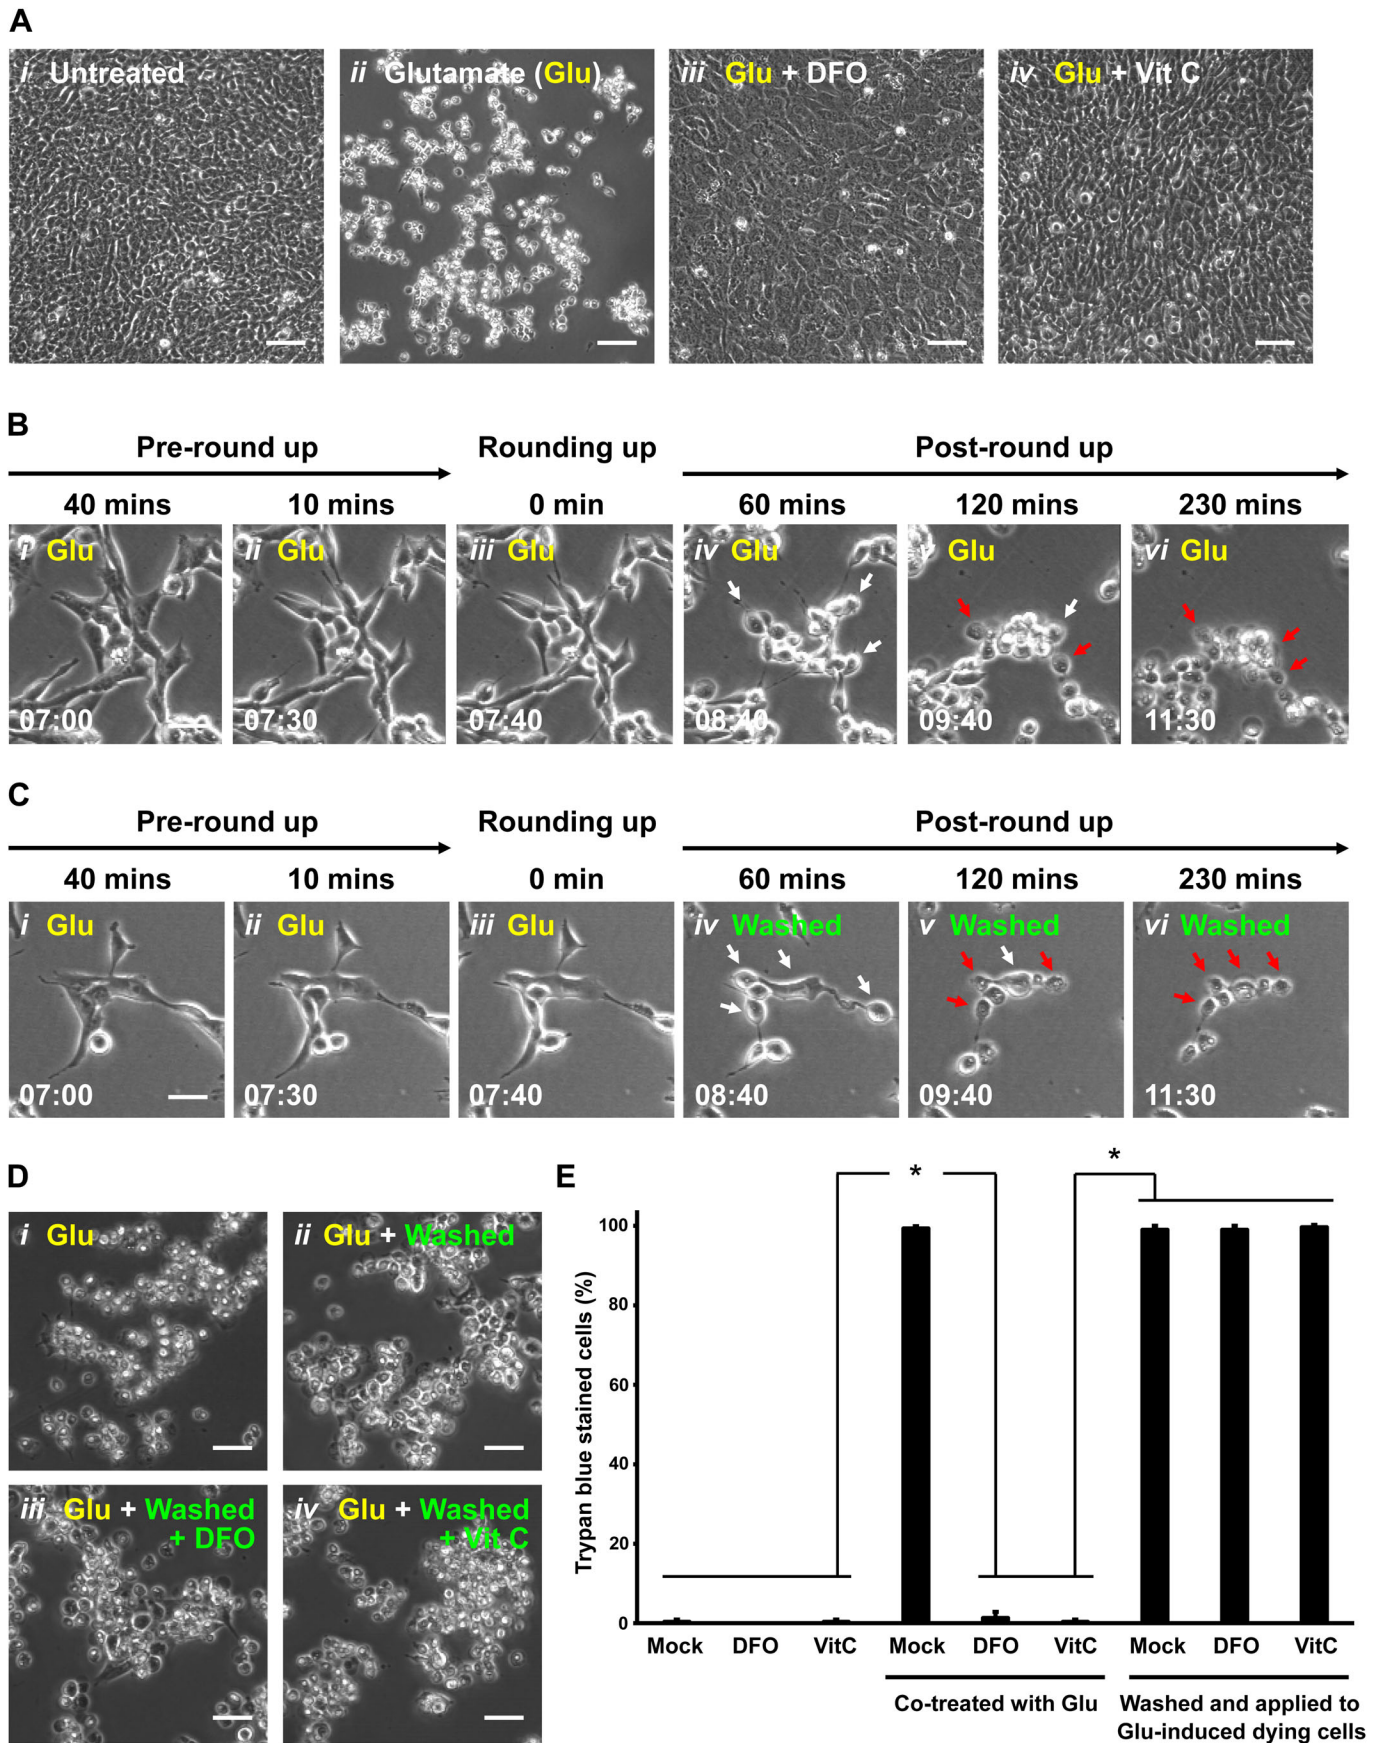 A
i Untreated
ii Glutamate (Glu)
iii Glu + DFO
iv Glu + Vit C
B
Pre-round up
Rounding up
Post-round up
40 mins
10 mins
0 min
60 mins
120 mins
230 mins
i Glu
ii Glu
iii Glu
iv Glu
v Glu
vi Glu
07:00
07:30
07:40
08:40
09:40
11:30
C
Pre-round up
Rounding up
Post-round up
40 mins
10 mins
0 min
60 mins
120 mins
230 mins
i Glu
ii Glu
iii Glu
iv Washed
v Washed
vi Washed
07:00
07:30
07:40
08:40
09:40
11:30
D
i Glu
ii Glu + Washed
iii Glu + Washed
+ DFO
iv Glu + Washed
+ Vit C
E
*
*
Trypan blue stained cells (%)
100
80
60
40
20
0
Mock
DFO
VitC
Mock
DFO
VitC
Mock
DFO
VitC
Co-treated with Glu
Washed and applied to
Glu-induced dying cells